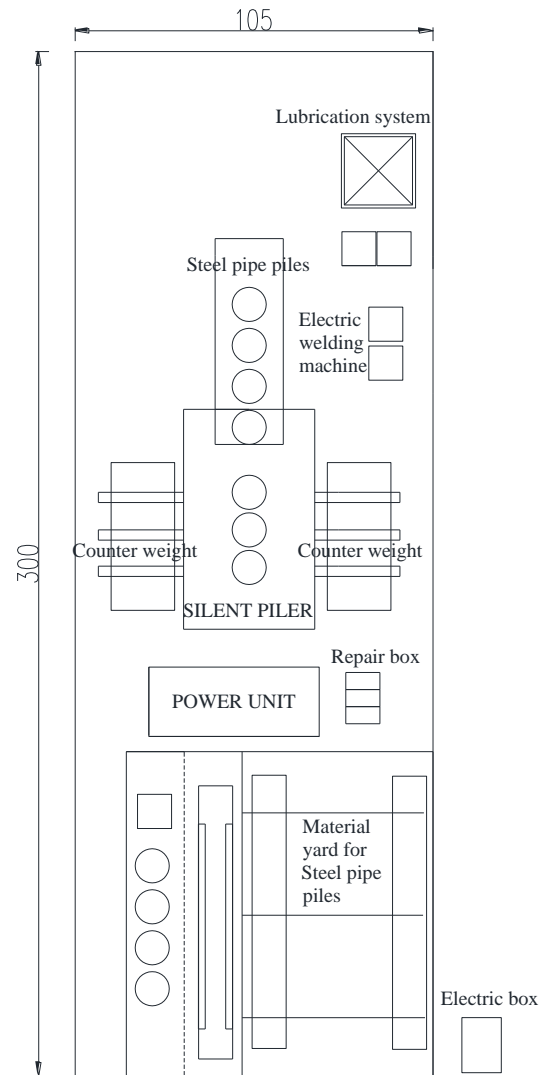 105
Lubrication system
Steel pipe piles
Electric
welding
machine
300
Counter weight
Counter weight
SILENT PILER
Repair box
POWER UNIT
Material
yard for
Steel pipe
piles
Electric box